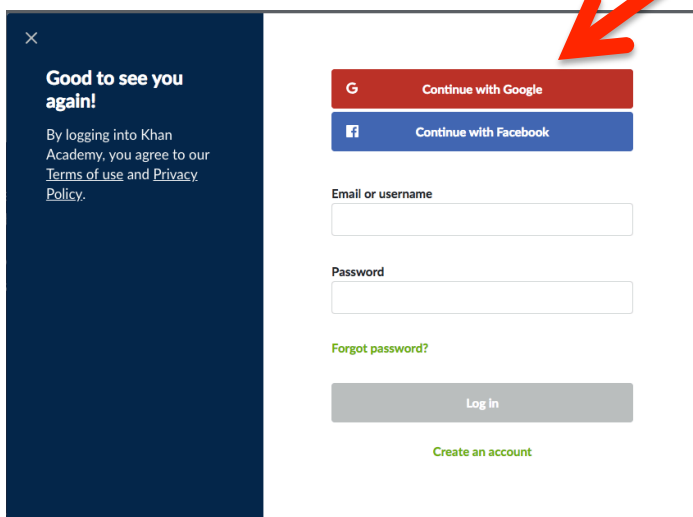 Good to see you
again!
By logging into Khan
Academy, you agree to our
Terms of use and Privacy
Policy.
G Continue with Google
f Continue with Facebook
Email or username
Password
Forgot password?
Log in
Create an account